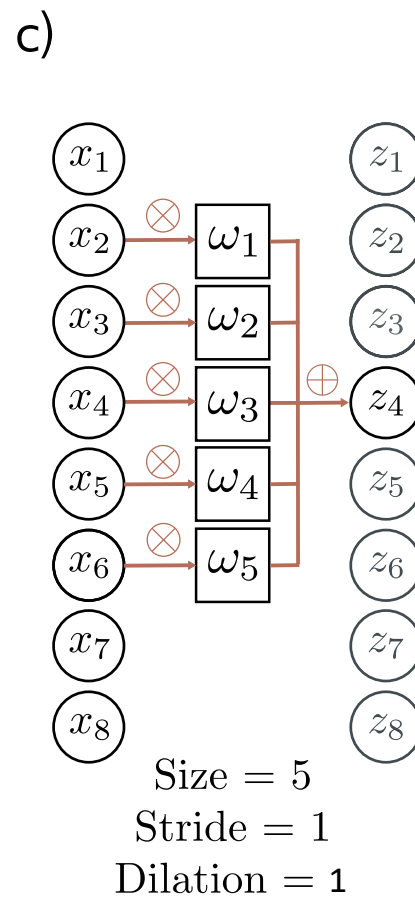 c)
x₁ z₁
x₂ ⊗ ω₁ z₂
x₃ ⊗ ω₂ z₃
x₄ ⊗ ω₃ ⊕ z₄
x₅ ⊗ ω₄ z₅
x₆ ⊗ ω₅ z₆
x₇ z₇
x₈ z₈
Size = 5
Stride = 1
Dilation = 1